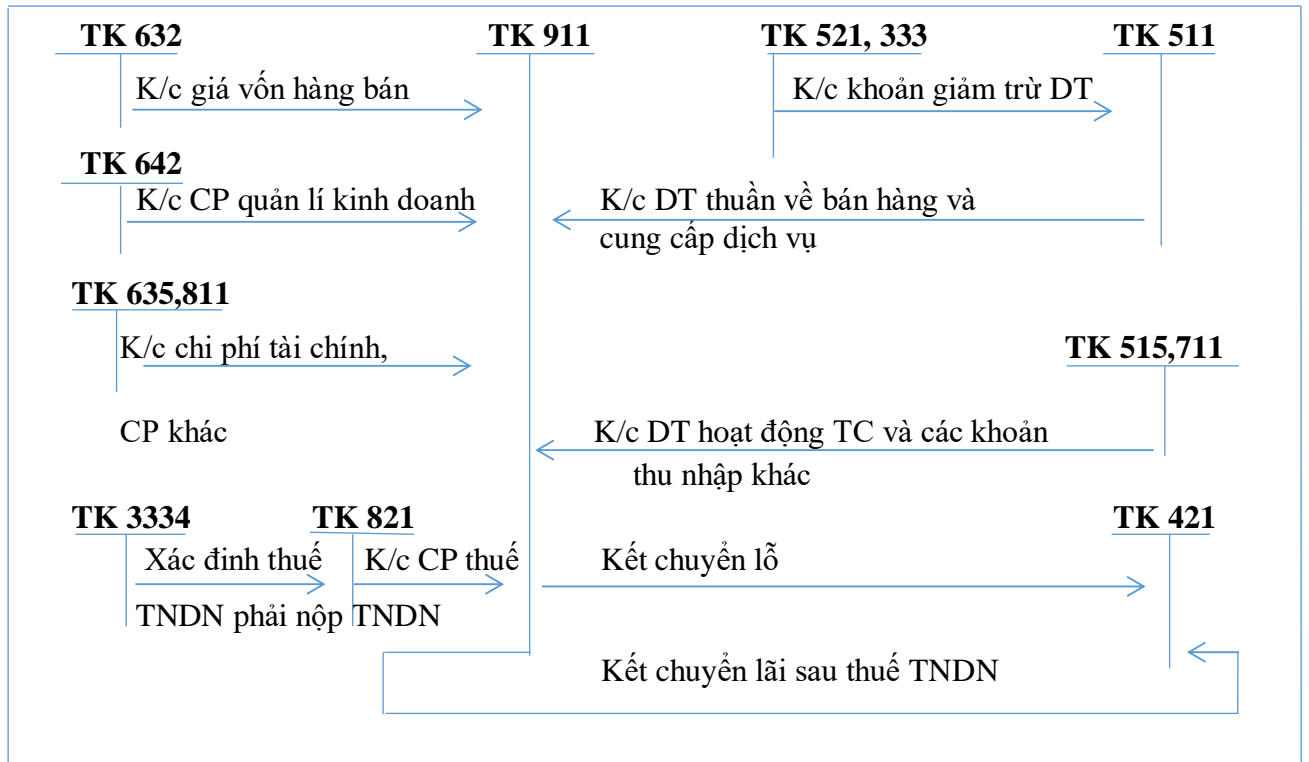 TK 632 TK 911 TK 521, 333 TK 511
K/c giá vốn hàng bán K/c khoản giảm trừ DT
TK 642
K/c CP quản lí kinh doanh K/c DT thuần về bán hàng và
cung cấp dịch vụ
TK 635,811
K/c chi phí tài chính,
TK 515,711
CP khác K/c DT hoạt động TC và các khoản
thu nhập khác
TK 3334 TK 821 TK 421
Xác đinh thuế K/c CP thuế Kết chuyển lỗ
TNDN phải nộp TNDN
Kết chuyển lãi sau thuế TNDN